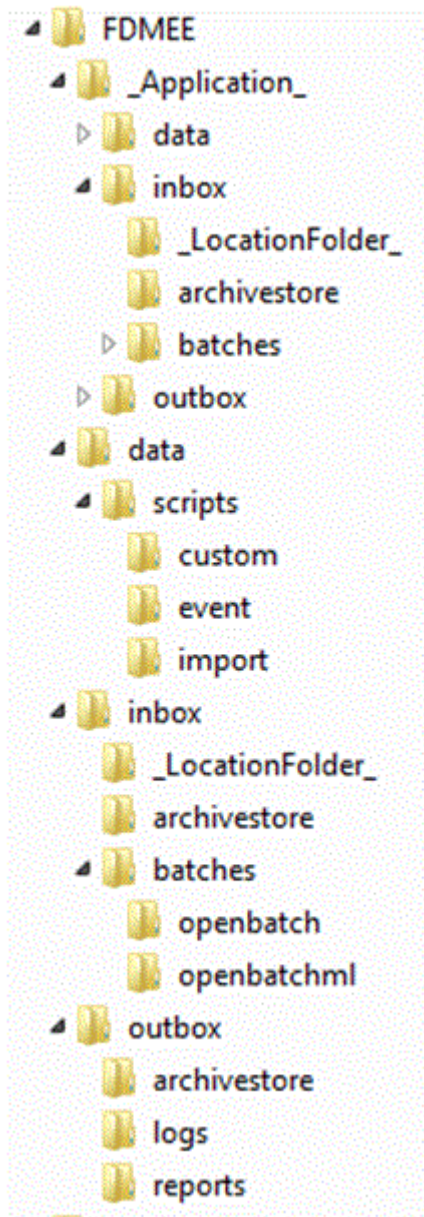 FDMEE
_Application_
data
inbox
_LocationFolder_
archivestore
batches
outbox
data
scripts
custom
event
import
inbox
_LocationFolder_
archivestore
batches
openbatch
openbatchml
outbox
archivestore
logs
reports